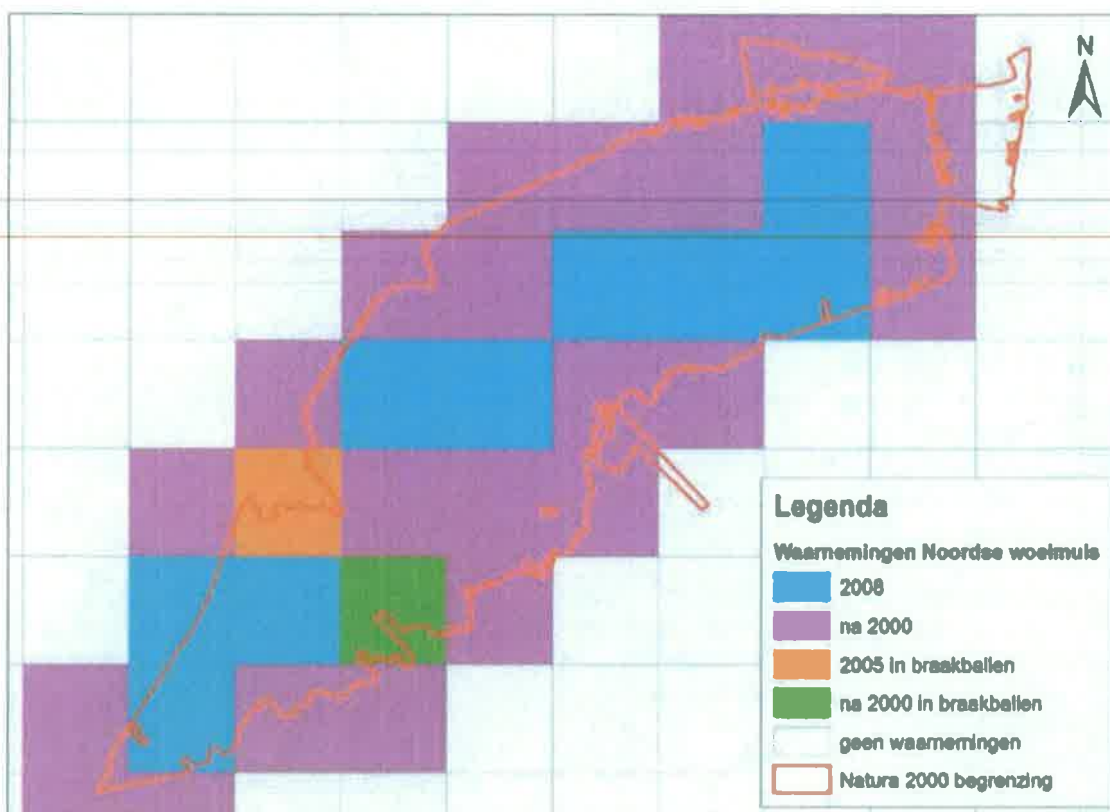 N
Legenda
Waarnemingen Noordse woelmuis
2008
na 2000
2005 in braakballen
na 2000 in braakballen
geen waarnemingen
Natura 2000 begrenzing